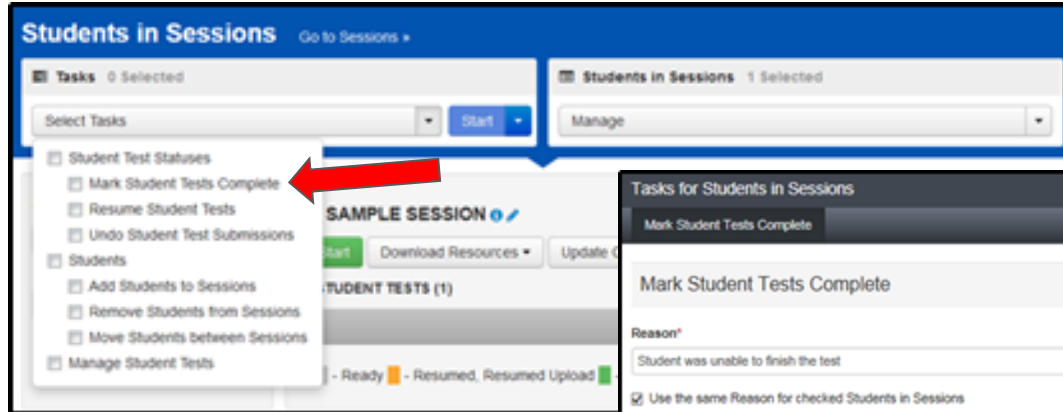 Students in Sessions Go to Sessions »
Tasks 0 Selected
Students in Sessions 1 Selected
Select Tasks
Start
Manage
Student Test Statuses
Mark Student Tests Complete
Resume Student Tests
Undo Student Test Submissions
Students
Add Students to Sessions
Remove Students from Sessions
Move Students between Sessions
Manage Student Tests
SAMPLE SESSION
Start
Download Resources
Update
TUDENT TESTS (1)
- Ready - Resumed, Resumed Upload -
Tasks for Students in Sessions
Mark Student Tests Complete
Mark Student Tests Complete
Reason*
Student was unable to finish the test
Use the same Reason for checked Students in Sessions